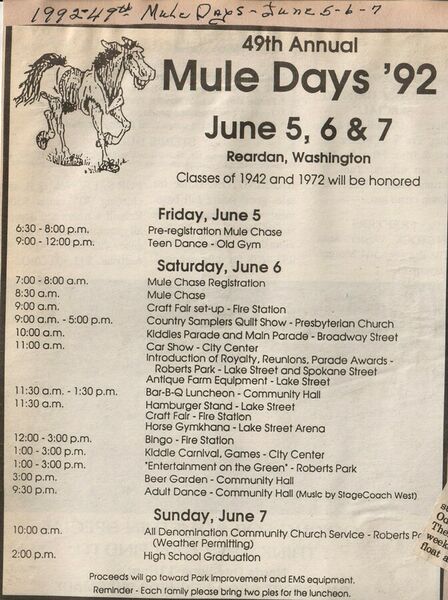 1992-49th Mule Days - June 5-6-7
49th Annual
Mule Days '92
June 5, 6 & 7
Reardan, Washington
Classes of 1942 and 1972 will be honored
Friday, June 5
6:30 - 8:00 p.m. Pre-registration Mule Chase
9:00 - 12:00 p.m. Teen Dance - Old Gym
Saturday, June 6
7:00 - 8:00 a.m. Mule Chase Registration
8:30 a.m. Mule Chase
9:00 a.m. Craft Fair set-up - Fire Station
9:00 a.m. - 5:00 p.m. Country Samplers Quilt Show - Presbyterian Church
10:00 a.m. Kiddies Parade and Main Parade - Broadway Street
11:00 a.m. Car Show - City Center
Introduction of Royalty, Reunions, Parade Awards -
Roberts Park - Lake Street and Spokane Street
Antique Farm Equipment - Lake Street
11:30 a.m. - 1:30 p.m. Bar-B-Q Luncheon - Community Hall
11:30 a.m. Hamburger Stand - Lake Street
Craft Fair - Fire Station
Horse Gymkhana - Lake Street Arena
12:00 - 3:00 p.m. Bingo - Fire Station
1:00 - 3:00 p.m. Kiddie Carnival, Games - City Center
1:00 - 3:00 p.m. "Entertainment on the Green" - Roberts Park
3:00 p.m. Beer Garden - Community Hall
9:30 p.m. Adult Dance - Community Hall (Music by StageCoach West)
Sunday, June 7
10:00 a.m. All Denomination Community Church Service - Roberts Pa
(Weather Permitting)
2:00 p.m. High School Graduation
Proceeds will go toward Park Improvement and EMS equipment.
Reminder - Each family please bring two pies for the luncheon.
Od
The
week
float a